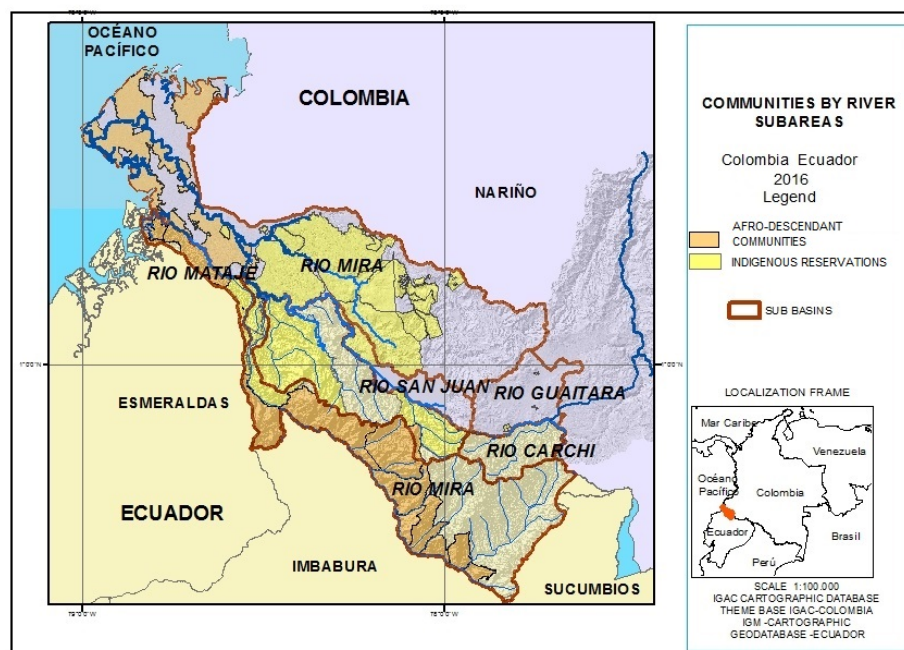 OCÉANO
PACÍFICO
COLOMBIA
NARIÑO
RIO MATAJE
RIO MIRA
RIO SAN JUAN
RIO GUAITARA
ESMERALDAS
RIO CARCHI
RIO MIRA
ECUADOR
IMBABURA
SUCUMBIOS
COMMUNITIES BY RIVER
SUBAREAS
Colombia Ecuador
2016
Legend
AFRO-DESCENDANT
COMMUNITIES
INDIGENOUS RESERVATIONS
SUB BASINS
LOCALIZATION FRAME
Mar Caribe
Venezuela
Océano
Pacífico
Colombia
Ecuador
Brasil
Perú
SCALE 1:100.000
IGAC CARTOGRAPHIC DATABASE
THEME BASE IGAC-COLOMBIA
IGM -CARTOGRAPHIC
GEODATABASE -ECUADOR